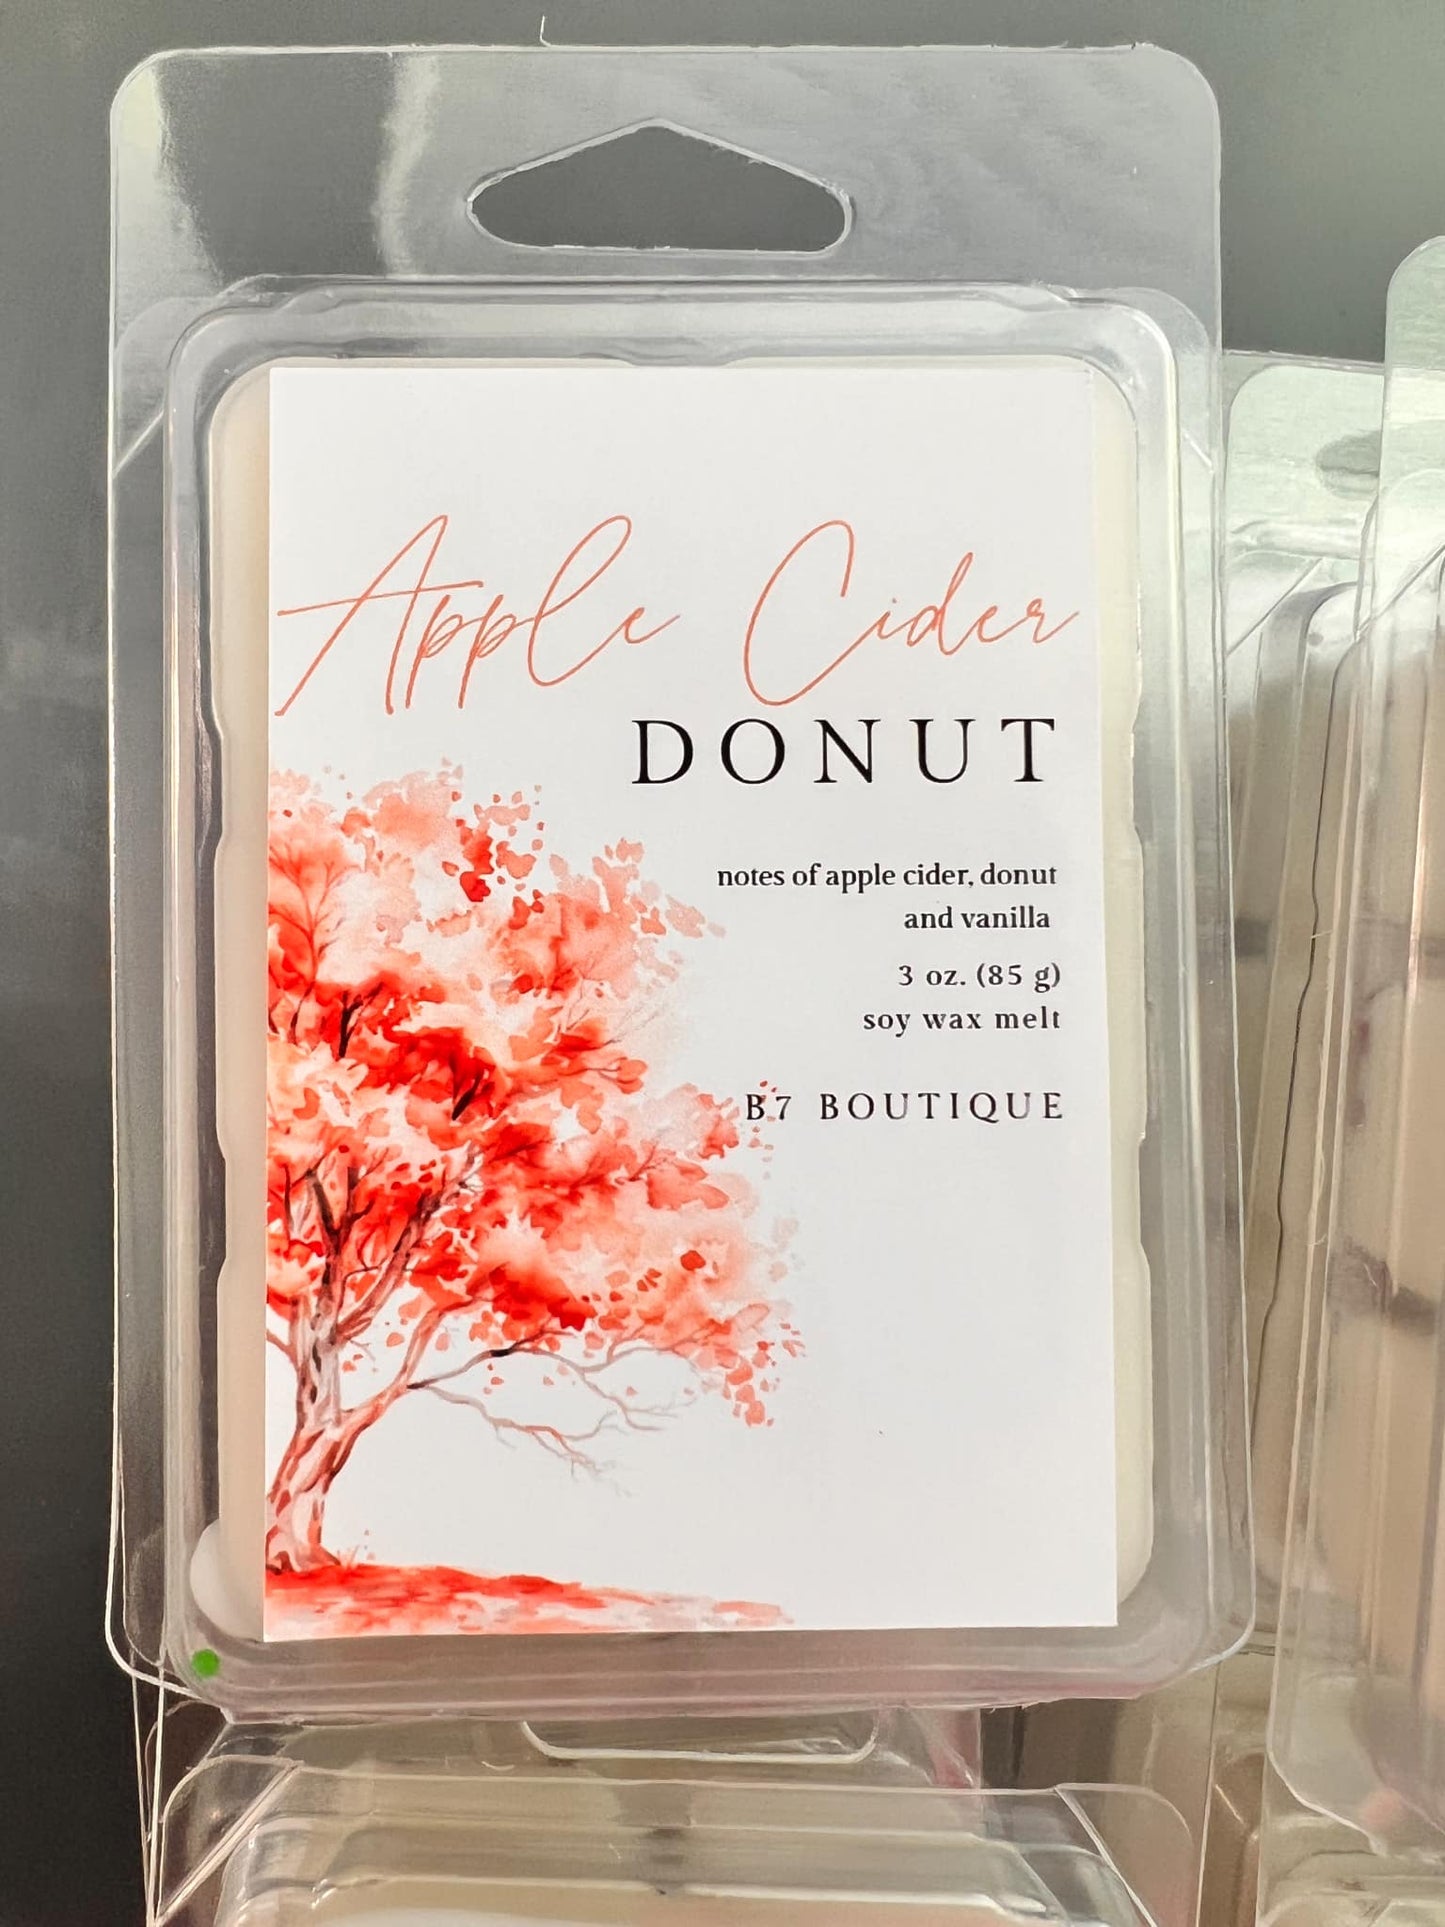 Apple Cider
DONUT
notes of apple cider, donut
and vanilla
3 oz. (85 g)
soy wax melt
B7 BOUTIQUE